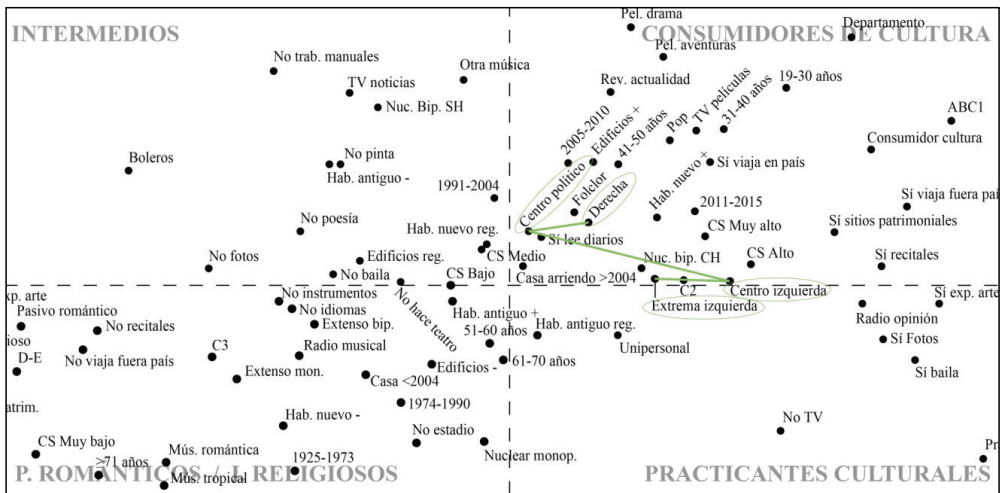 INTERMEDIOS
CONSUMIDORES DE CULTURA
Pel. drama
Departamento
No trab. manuales
Otra música
Pel. aventuras
TV noticias
Rev. actualidad
19-30 años
Nuc. Bip. SH
TV películas
31-40 años
ABC1
2005-2010
Edificios +
41-50 años
Pop
Consumidor cultura
Boleros
No pinta
Hab. antiguo -
Sí viaja en país
1991-2004
Centro político
Folclor
Derecha
Hab. nuevo +
2011-2015
Sí viaja fuera paí
No poesía
Hab. nuevo reg.
Sí lee diarios
CS Muy alto
Sí sitios patrimoniales
No fotos
Edificios reg.
CS Medio
Nuc. bip. CH
CS Alto
Sí recitales
No baila
CS Bajo
Casa arriendo >2004
C2
Centro izquierda
exp. arte
No instrumentos
No hace teatro
Hab. antiguo +
Extrema izquierda
Sí exp. arte
Pasivo romántico
No recitales
No idiomas
Radio opinión
ioso
Extenso bip.
51-60 años
Hab. antiguo reg.
Unipersonal
Sí Fotos
D-E
No viaja fuera país
C3
Radio musical
Edificios -
61-70 años
Sí baila
Extenso mon.
Casa <2004
atrim.
1974-1990
Hab. nuevo -
No estadio
No TV
CS Muy bajo
Mús. romántica
Nuclear monop.
Pr
≥71 años
1925-1973
P. ROMÁNTICOS / J. RELIGIOSOS
PRACTICANTES CULTURALES
Mús. tropical